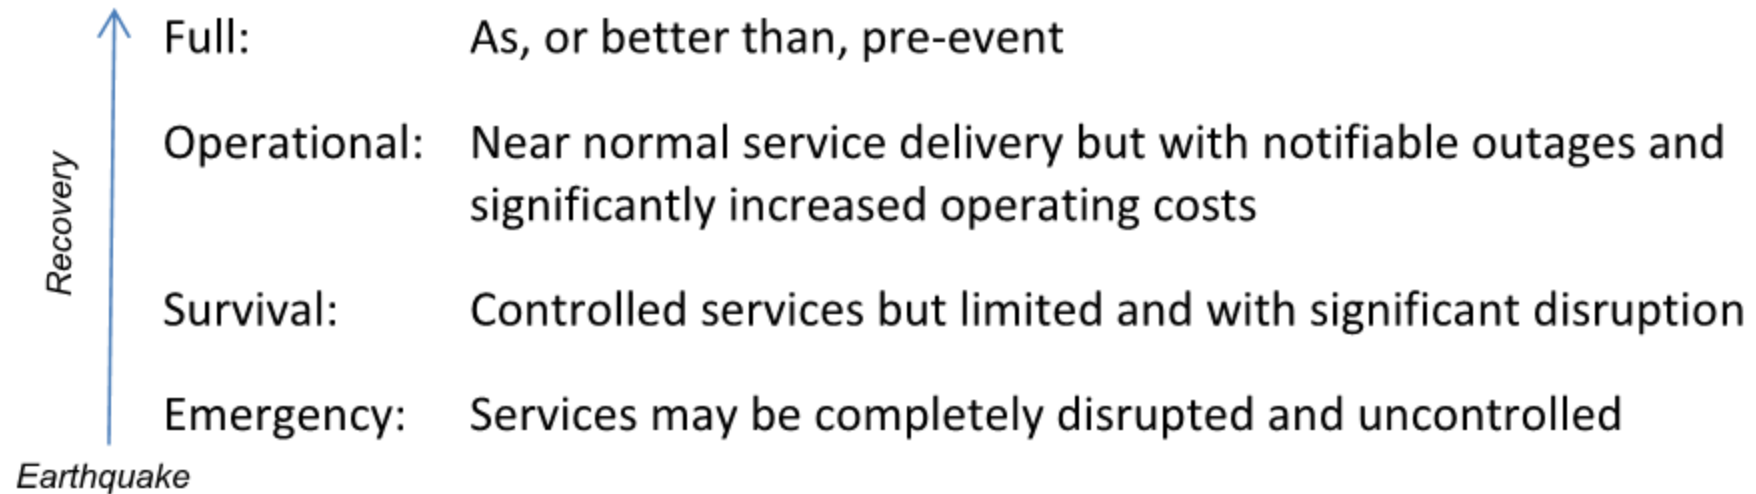 Full: As, or better than, pre-event
Operational: Near normal service delivery but with notifiable outages and
significantly increased operating costs
Recovery
Survival: Controlled services but limited and with significant disruption
Emergency: Services may be completely disrupted and uncontrolled
Earthquake